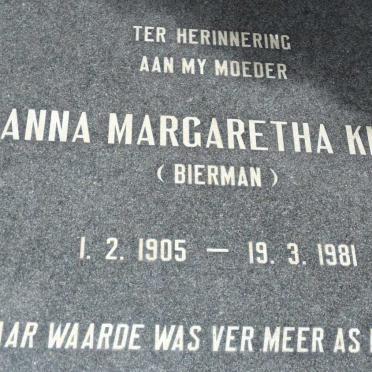 TER HERINNERING
AAN MY MOEDER
ANNA MARGARETHA
(BIERMAN)
1. 2. 1905 — 19. 3. 1981
WAARDE WAS VER MEER AS